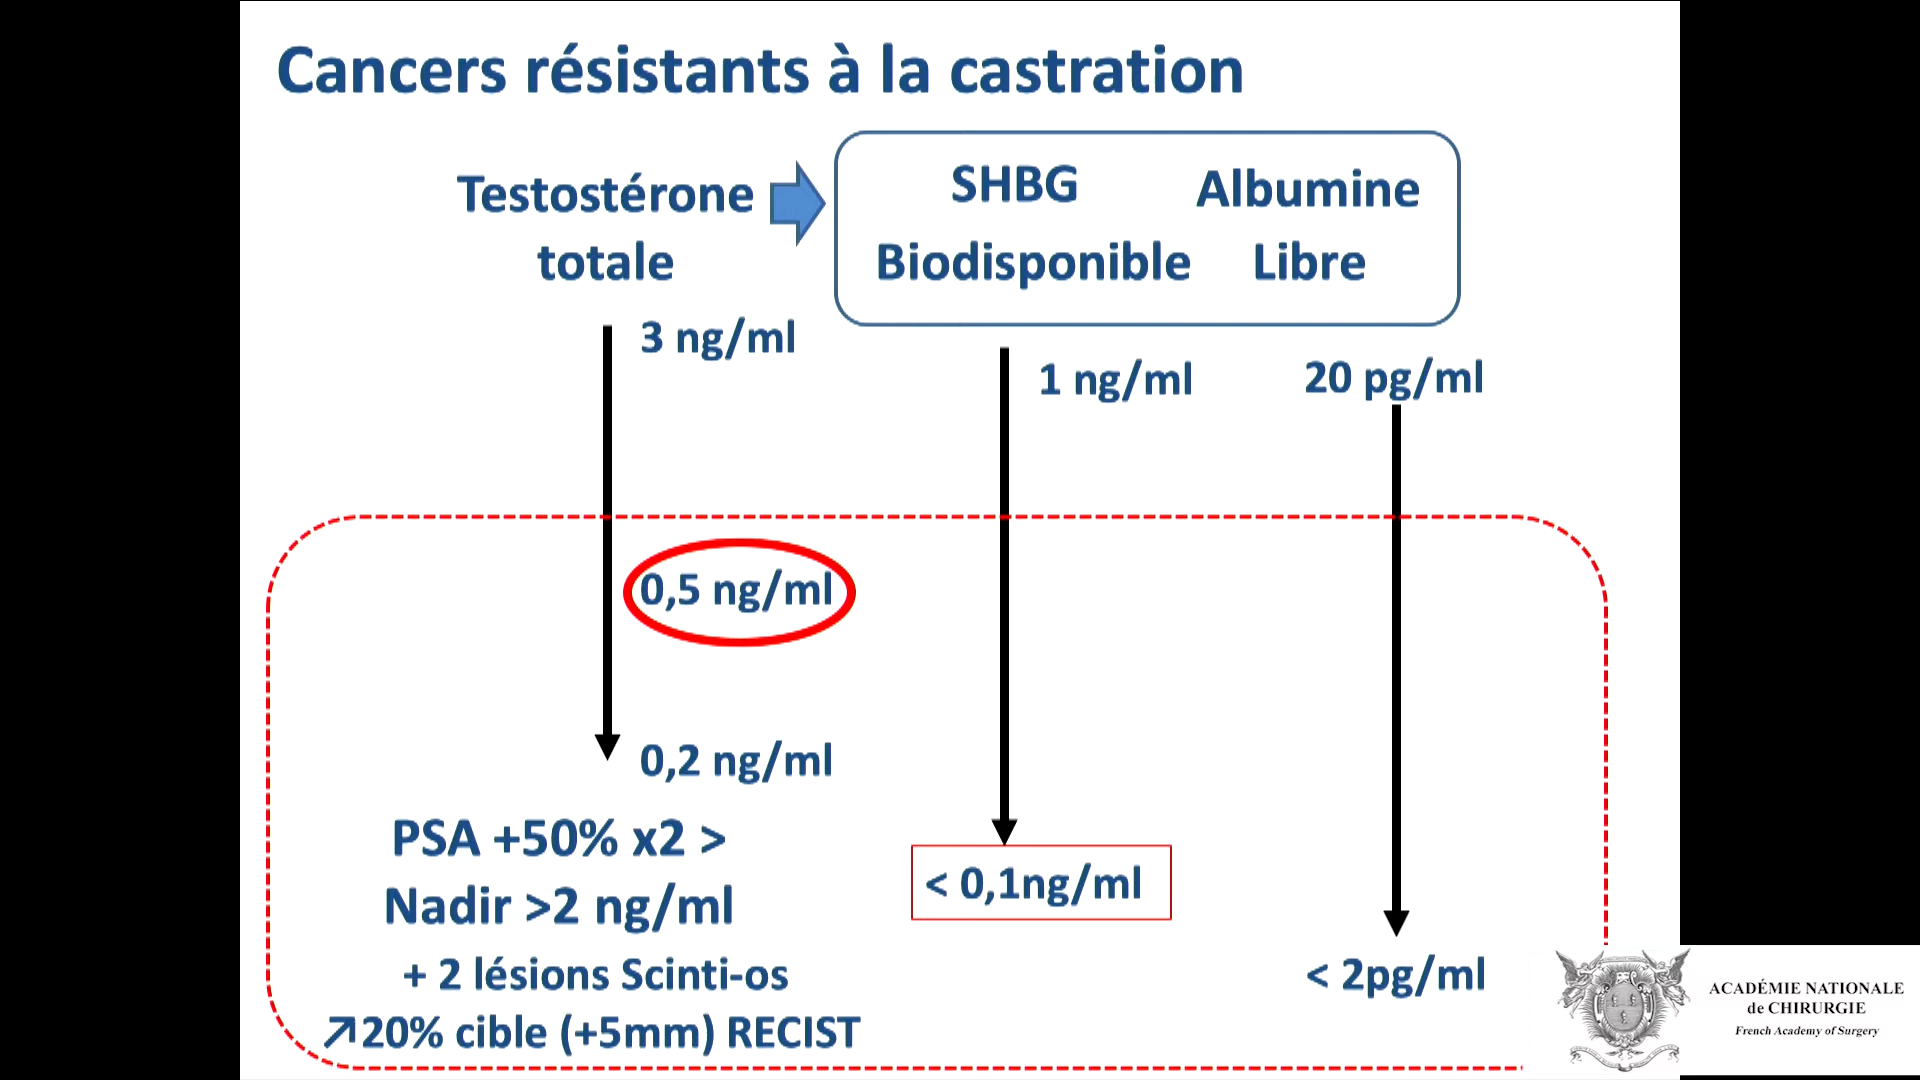 Cancers résistants à la castration
Testostérone
totale
SHBG Albumine
Biodisponible Libre
3 ng/ml
1 ng/ml
20 pg/ml
0,5 ng/ml
0,2 ng/ml
PSA +50% x2 >
Nadir >2 ng/ml
+ 2 lésions Scinti-os
↗20% cible (+5mm) RECIST
< 0,1ng/ml
< 2pg/ml
ACADÉMIE NATIONALE
de CHIRURGIE
French Academy of Surgery